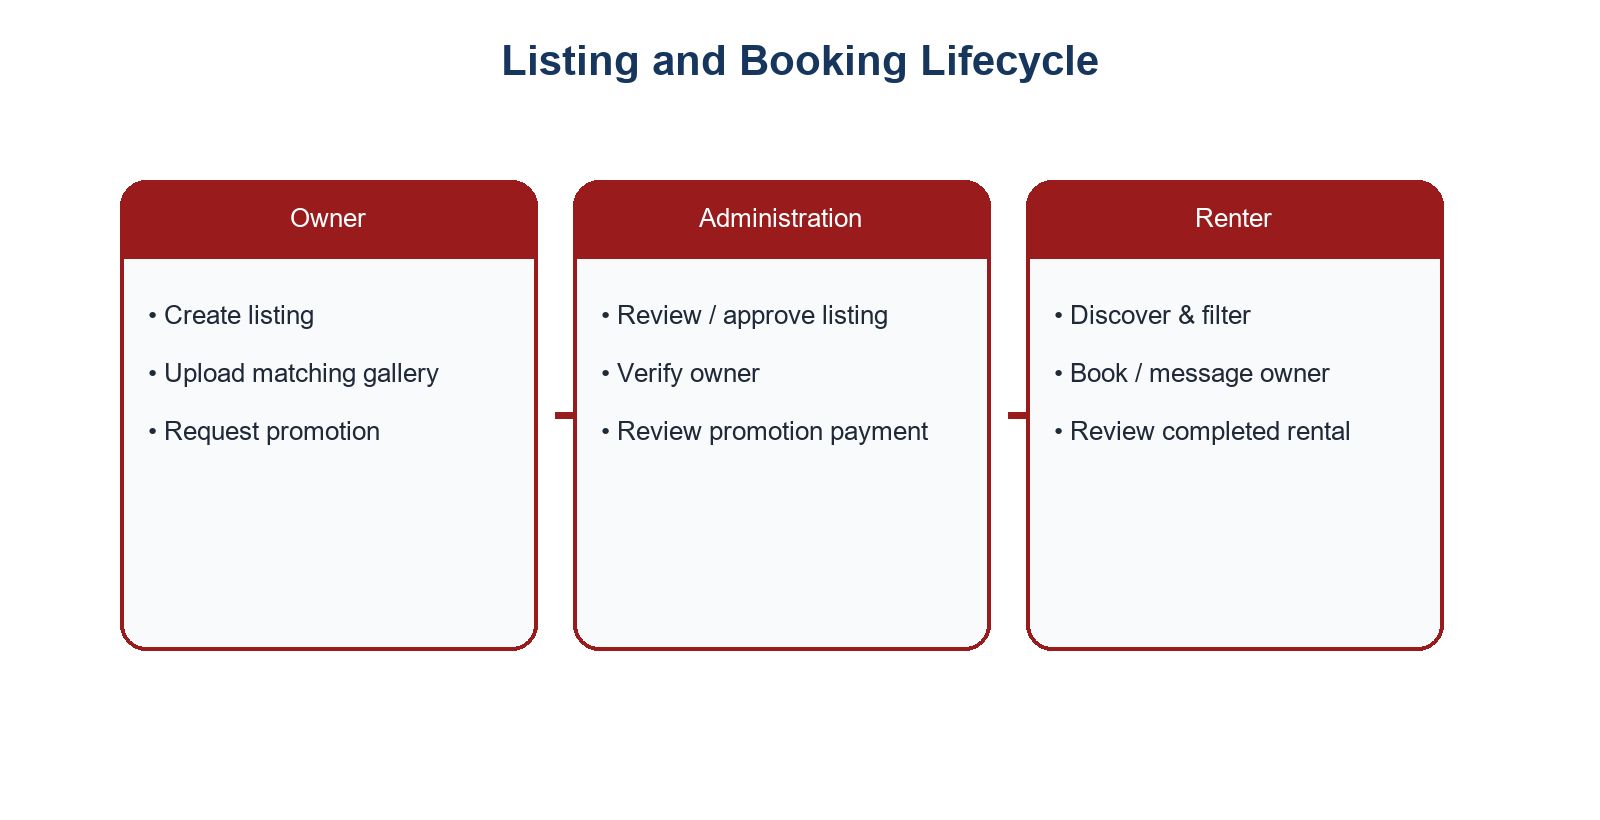 Listing and Booking Lifecycle
Owner
• Create listing
• Upload matching gallery
• Request promotion
Administration
• Review / approve listing
• Verify owner
• Review promotion payment
Renter
• Discover & filter
• Book / message owner
• Review completed rental